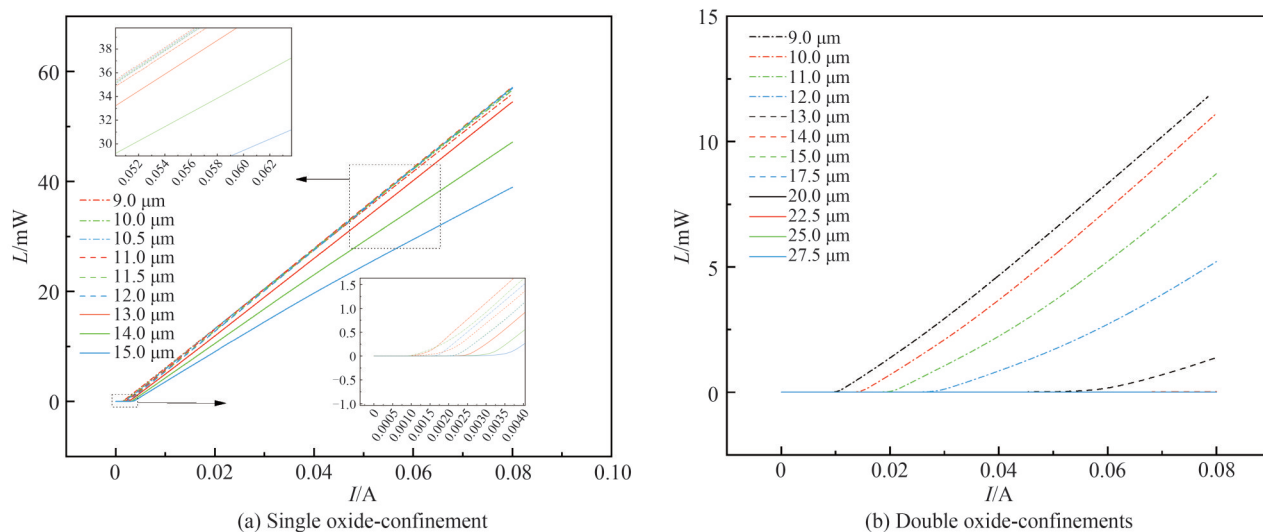 60
40
20
0
L/mW
0
0.02
0.04
0.06
0.08
0.10
I/A
38
36
34
32
30
0.052
0.054
0.056
0.058
0.060
0.062
9.0 μm
10.0 μm
10.5 μm
11.0 μm
11.5 μm
12.0 μm
13.0 μm
14.0 μm
15.0 μm
1.5
1.0
0.5
0
−0.5
−1.0
0
0.0005
0.0010
0.0015
0.0020
0.0025
0.0030
0.0035
0.0040
(a) Single oxide-confinement
15
10
5
0
L/mW
9.0 μm
10.0 μm
11.0 μm
12.0 μm
13.0 μm
14.0 μm
15.0 μm
17.5 μm
20.0 μm
22.5 μm
25.0 μm
27.5 μm
0
0.02
0.04
0.06
0.08
I/A
(b) Double oxide-confinements